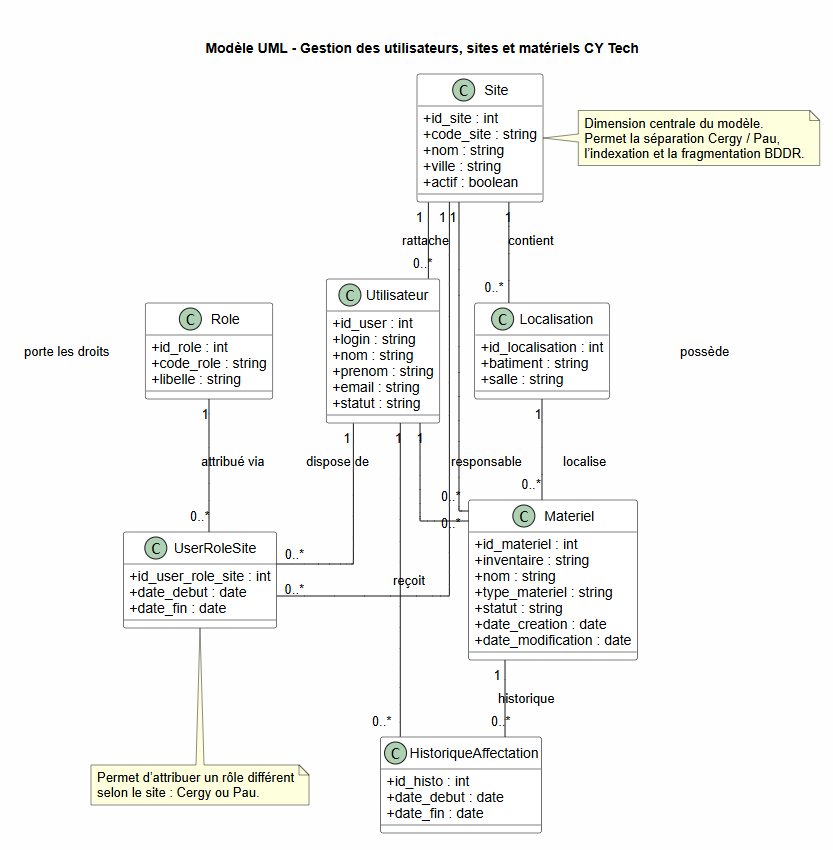 Modèle UML - Gestion des utilisateurs, sites et matériels CY Tech
C Site
+id_site : int
+code_site : string
+nom : string
+ville : string
+actif : boolean
Dimension centrale du modèle.
Permet la séparation Cergy / Pau,
l'indexation et la fragmentation BDDR.
1 1 1 1
rattache
contient
0..*
0..*
C Utilisateur
+id_user : int
+login : string
+nom : string
+prenom : string
+email : string
+statut : string
C Role
+id_role : int
+code_role : string
+libelle : string
C Localisation
+id_localisation : int
+batiment : string
+salle : string
porte les droits
possède
1 1 1 1 1
attribué via
dispose de
responsable
localise
0..*
0..*
0..*
0..*
C UserRoleSite
+id_user_role_site : int
+date_debut : date
+date_fin : date
0..*
0..*
C Materiel
+id_materiel : int
+inventaire : string
+nom : string
+type_materiel : string
+statut : string
+date_creation : date
+date_modification : date
reçoit
1
historique
0..*
0..*
C HistoriqueAffectation
+id_histo : int
+date_debut : date
+date_fin : date
Permet d'attribuer un rôle différent
selon le site : Cergy ou Pau.